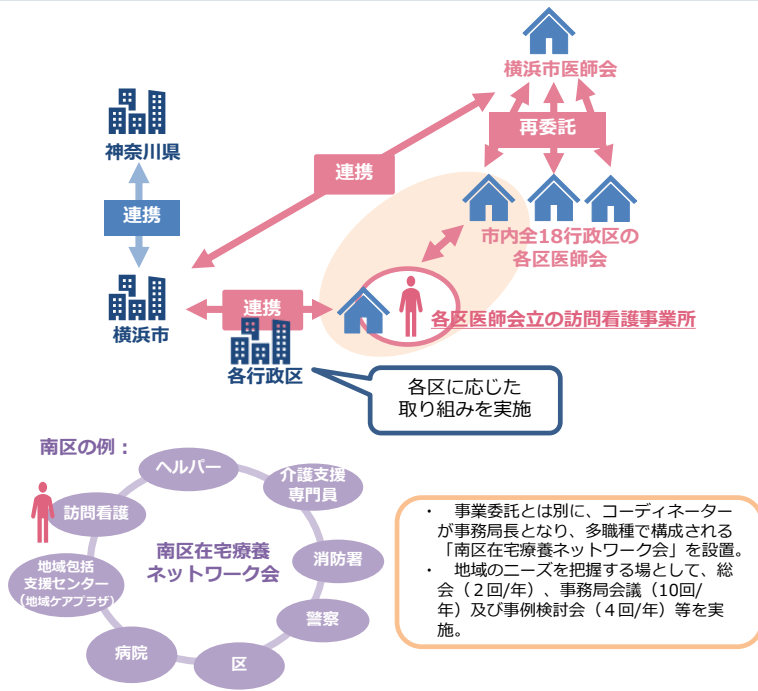 横浜市医師会
再委託
神奈川県
連携
連携
市内全18行政区の
各区医師会
横浜市
連携
各区医師会立の訪問看護事業所
各行政区
各区に応じた
取り組みを実施
南区の例：
ヘルパー
介護支援
専門員
訪問看護
南区在宅療養
ネットワーク会
消防署
地域包括
支援センター
（地域ケアプラザ）
警察
病院
区
・　事業委託とは別に、コーディネーター
が事務局長となり、多職種で構成される
「南区在宅療養ネットワーク会」を設置。
・　地域のニーズを把握する場として、総
会（２回/年）、事務局会議（10回/
年）及び事例検討会（４回/年）等を実
施。